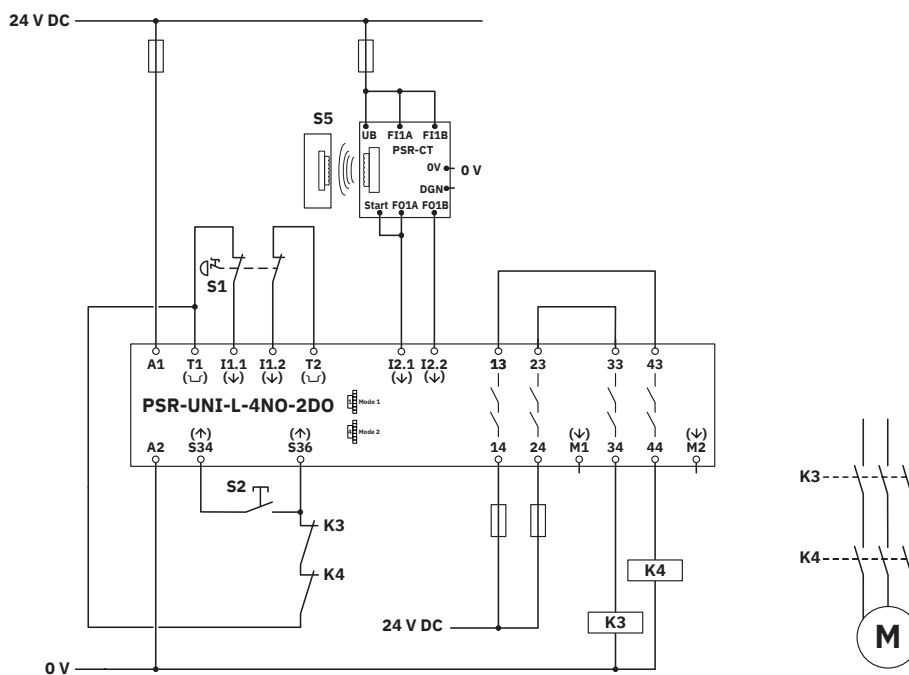 24 V DC
S5
UB FI1A FI1B
PSR-CT
0V 0 V
DGN
Start FO1A FO1B
S1
A1 T1 I1.1 I1.2 T2 I2.1 I2.2 13 23 33 43
(↓) (↓) (↓) (↓)
PSR-UNI-L-4NO-2DO
Mode 1
Mode 2
(↑) (↑) (↓) (↓)
A2 S34 S36 14 24 M1 34 44 M2
S2
K3
K4
K3
K4
K4
K3
24 V DC
M
0 V